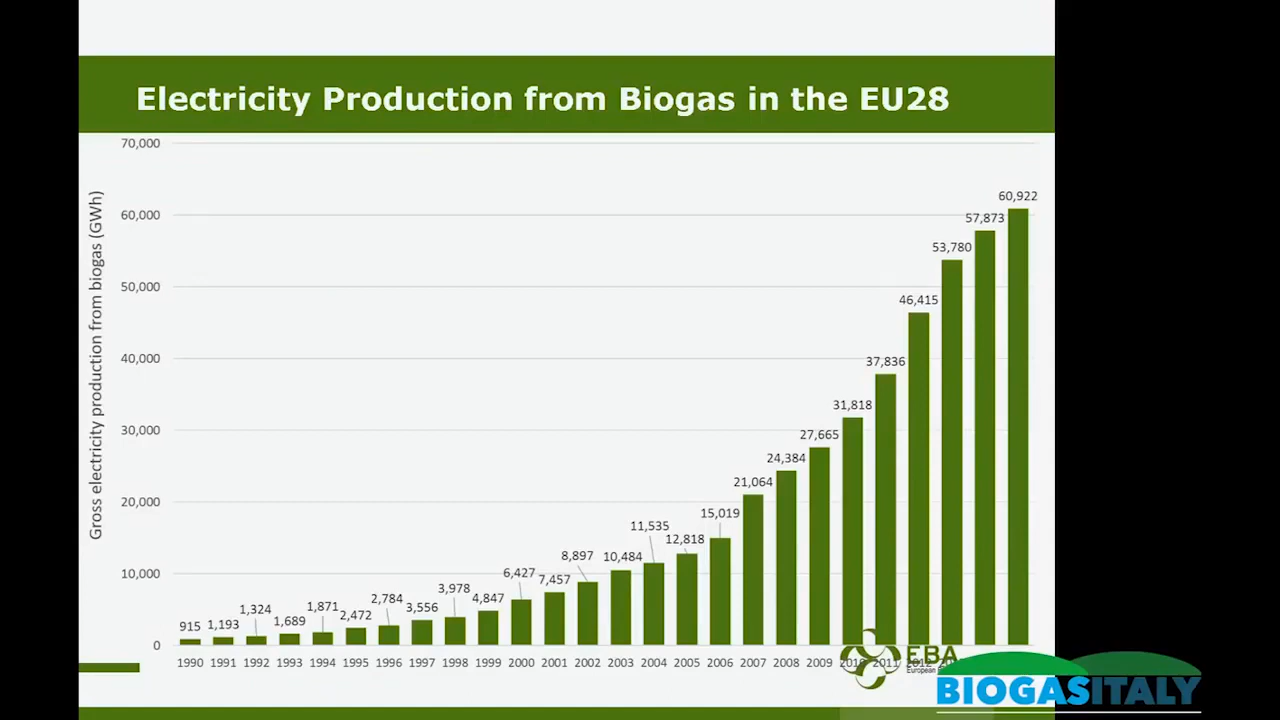 Electricity Production from Biogas in the EU28
Gross electricity production from biogas (GWh)
70,000
60,000
50,000
40,000
30,000
20,000
10,000
0
915 1,193 1,324 1,689 1,871 2,472 2,784 3,556 3,978 4,847 6,427 7,457 8,897 10,484 11,535 12,818 15,019 21,064 24,384 27,665 31,818 37,836 46,415 53,780 57,873 60,922
1990 1991 1992 1993 1994 1995 1996 1997 1998 1999 2000 2001 2002 2003 2004 2005 2006 2007 2008 2009 2010 2011 2012
EBA
European
BIOGASITALY